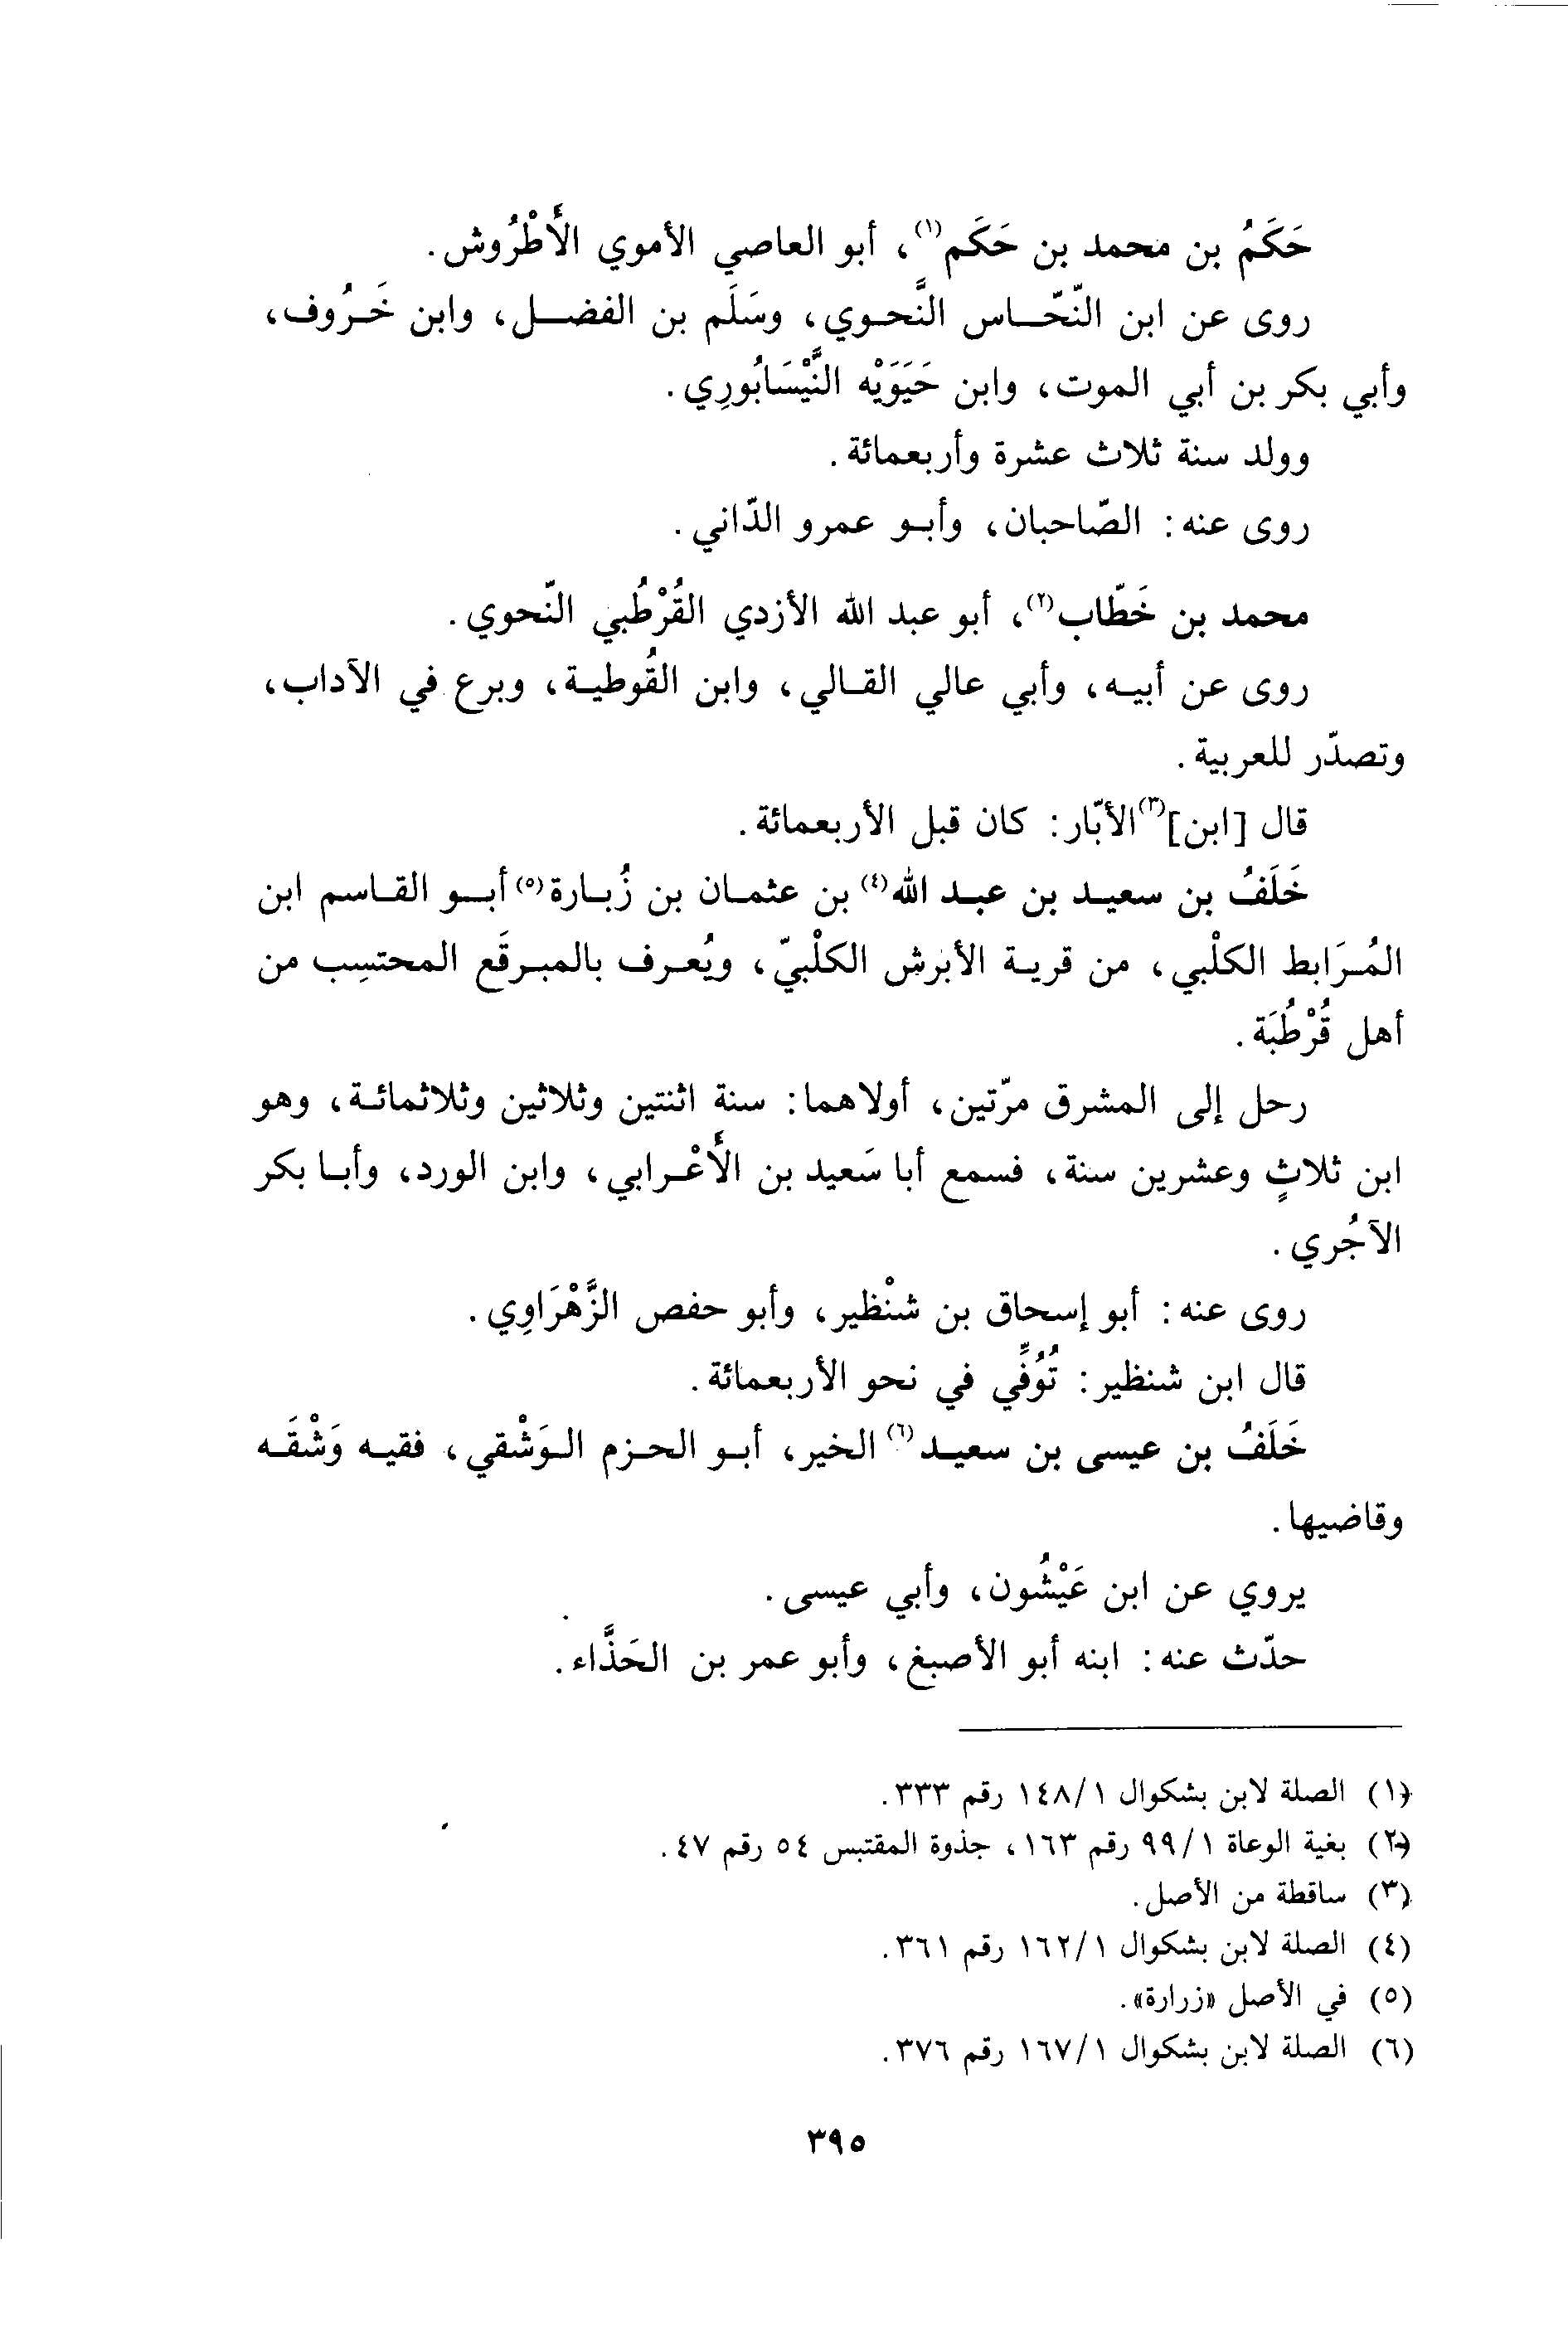 حَكَمُ بن محمد بن حَكَم(١)، أبو العاصي الأموي الأُطْرُوش.
روى عن ابن النّحّاس النَّحوي، وسَلَم بن الفضل، وابن خَرُوف،
وأبي بكر بن أبي الموت، وابن حَيَوَيْه النَّيْسَابُورِي.
وولد سنة ثلاث عشرة وأربعمائة.
روى عنه: الصّاحبان، وأبو عمرو الدّاني.
محمد بن خَطّاب(٢)، أبو عبد الله الأزدي القُرْطُبي النّحوي.
روى عن أبيه، وأبي عالي القالي، وابن القُوطية، وبرع في الآداب،
وتصدّر للعربية.
قال [ابن](٣) الأبّار: كان قبل الأربعمائة.
خَلَفُ بن سعيد بن عبد الله(٤) بن عثمان بن زُبارة(٥) أبو القاسم ابن
المُرَابط الكلْبي، من قرية الأبرش الكلْبيّ، ويُعرف بالمبرقَع المحتسِب من
أهل قُرْطُبَة.
رحل إلى المشرق مرّتين، أولاهما: سنة اثنتين وثلاثين وثلاثمائة، وهو
ابن ثلاثٍ وعشرين سنة، فسمع أبا سَعيد بن الأَعْرابي، وابن الورد، وأبا بكر
الآجُري.
روى عنه: أبو إسحاق بن شنْظير، وأبو حفص الزَّهْرَاوِي.
قال ابن شنظير: تُوُفِّي في نحو الأربعمائة.
خَلَفُ بن عيسى بن سعيد(٦) الخير، أبو الحزم الوَشْقي، فقيه وَشْقَه
وقاضيها.
يروي عن ابن عَيْشُون، وأبي عيسى.
حدّث عنه: ابنه أبو الأصبغ، وأبو عمر بن الحَذَّاء.
(١) الصلة لابن بشكوال ١/ ١٤٨ رقم ٣٣٣.
(٢) بغية الوعاة ١/ ٩٩ رقم ١٦٣، جذوة المقتبس ٥٤ رقم ٤٧.
(٣) ساقطة من الأصل.
(٤) الصلة لابن بشكوال ١/ ١٦٢ رقم ٣٦١.
(٥) في الأصل «زرارة».
(٦) الصلة لابن بشكوال ١/ ١٦٧ رقم ٣٧٦.
٣٩٥